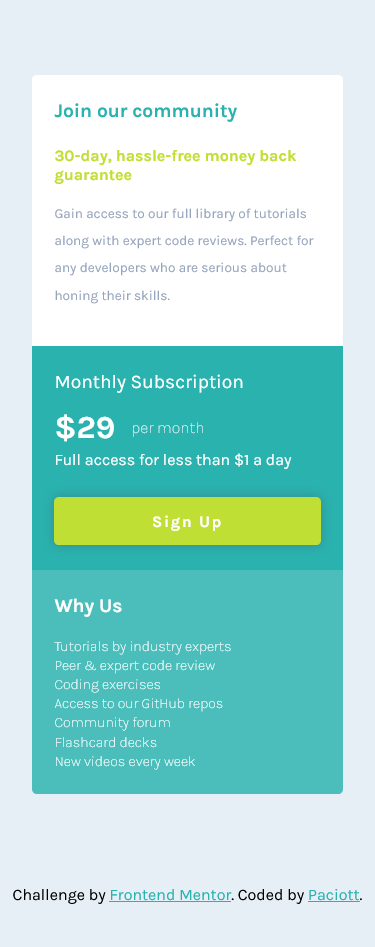 Join our community
30-day, hassle-free money back
guarantee
Gain access to our full library of tutorials
along with expert code reviews. Perfect for
any developers who are serious about
honing their skills.
Monthly Subscription
$29 per month
Full access for less than $1 a day
Sign Up
Why Us
Tutorials by industry experts
Peer & expert code review
Coding exercises
Access to our GitHub repos
Community forum
Flashcard decks
New videos every week
Challenge by Frontend Mentor. Coded by Paciott.